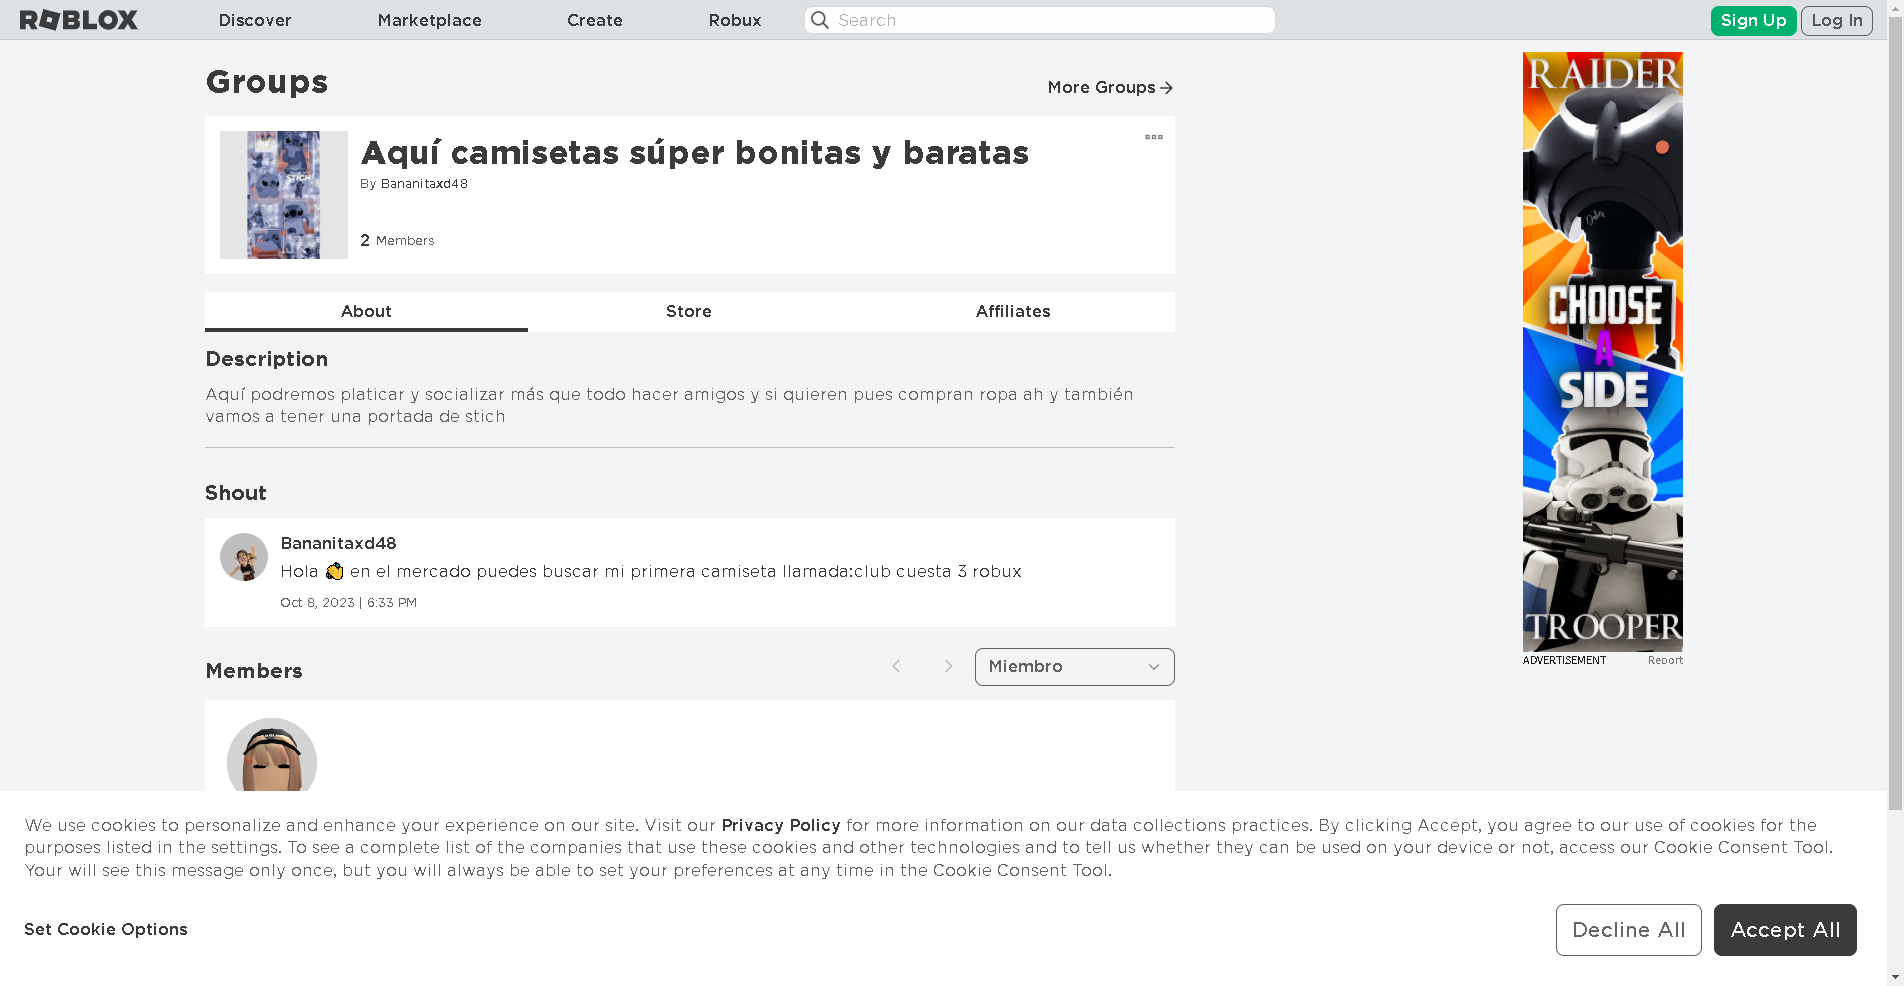 ROBLOX
Discover
Marketplace
Create
Robux
Search
Sign Up
Log In
Groups
More Groups
Aquí camisetas súper bonitas y baratas
By Bananitaxd48
2 Members
STICH
About
Store
Affiliates
Description
Aquí podremos platicar y socializar más que todo hacer amigos y si quieren pues compran ropa ah y también
vamos a tener una portada de stich
Shout
Bananitaxd48
Hola 👋 en el mercado puedes buscar mi primera camiseta llamada:club cuesta 3 robux
Oct 8, 2023 | 6:33 PM
Members
Miembro
RAIDER
CHOOSE
A
SIDE
TROOPER
ADVERTISEMENT
Report
We use cookies to personalize and enhance your experience on our site. Visit our Privacy Policy for more information on our data collections practices. By clicking Accept, you agree to our use of cookies for the
purposes listed in the settings. To see a complete list of the companies that use these cookies and other technologies and to tell us whether they can be used on your device or not, access our Cookie Consent Tool.
Your will see this message only once, but you will always be able to set your preferences at any time in the Cookie Consent Tool.
Set Cookie Options
Decline All
Accept All